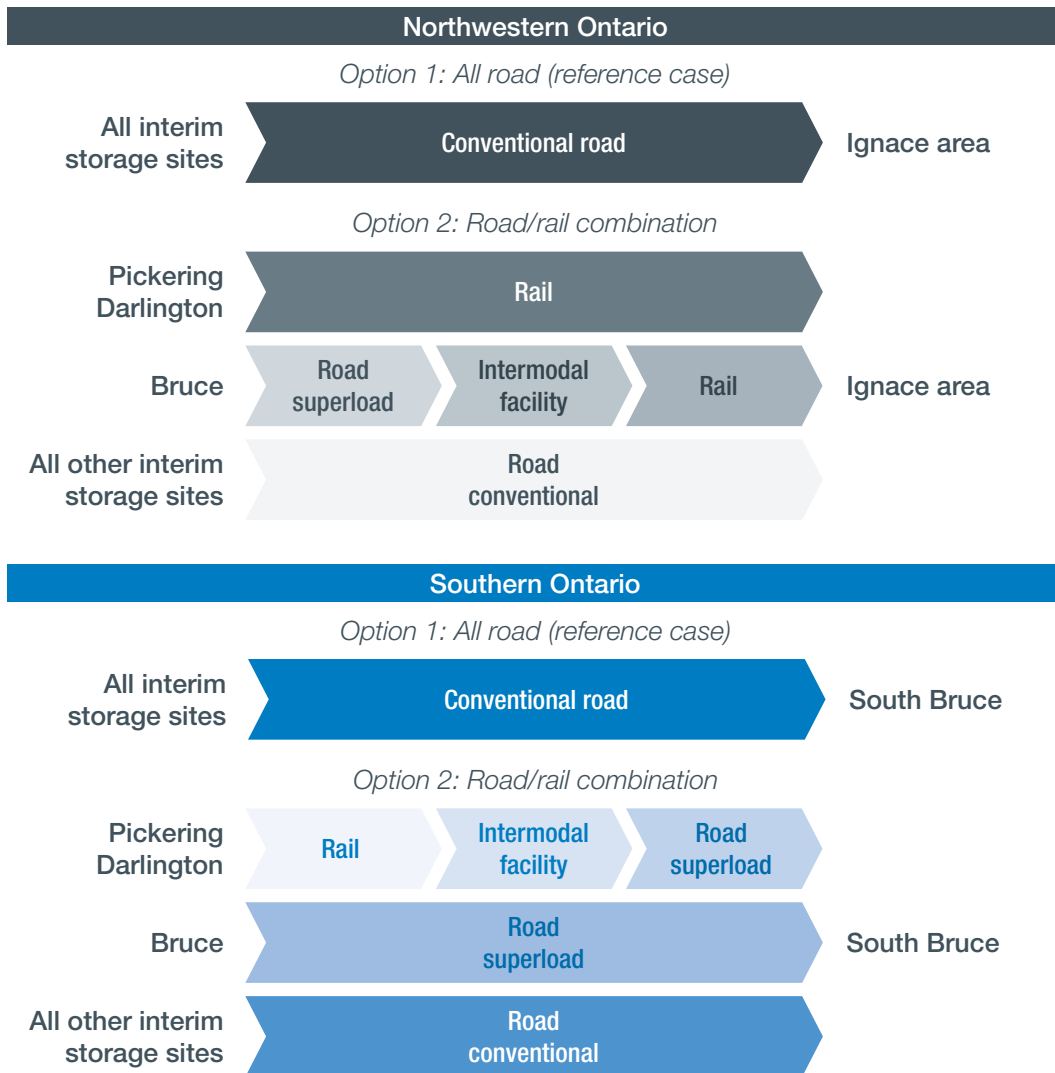 Northwestern Ontario
Option 1: All road (reference case)
All interim
storage sites
Conventional road
Ignace area
Option 2: Road/rail combination
Pickering
Darlington
Rail
Bruce
Road
superload
Intermodal
facility
Rail
Ignace area
All other interim
storage sites
Road
conventional
Southern Ontario
Option 1: All road (reference case)
All interim
storage sites
Conventional road
South Bruce
Option 2: Road/rail combination
Pickering
Darlington
Rail
Intermodal
facility
Road
superload
Bruce
Road
superload
South Bruce
All other interim
storage sites
Road
conventional